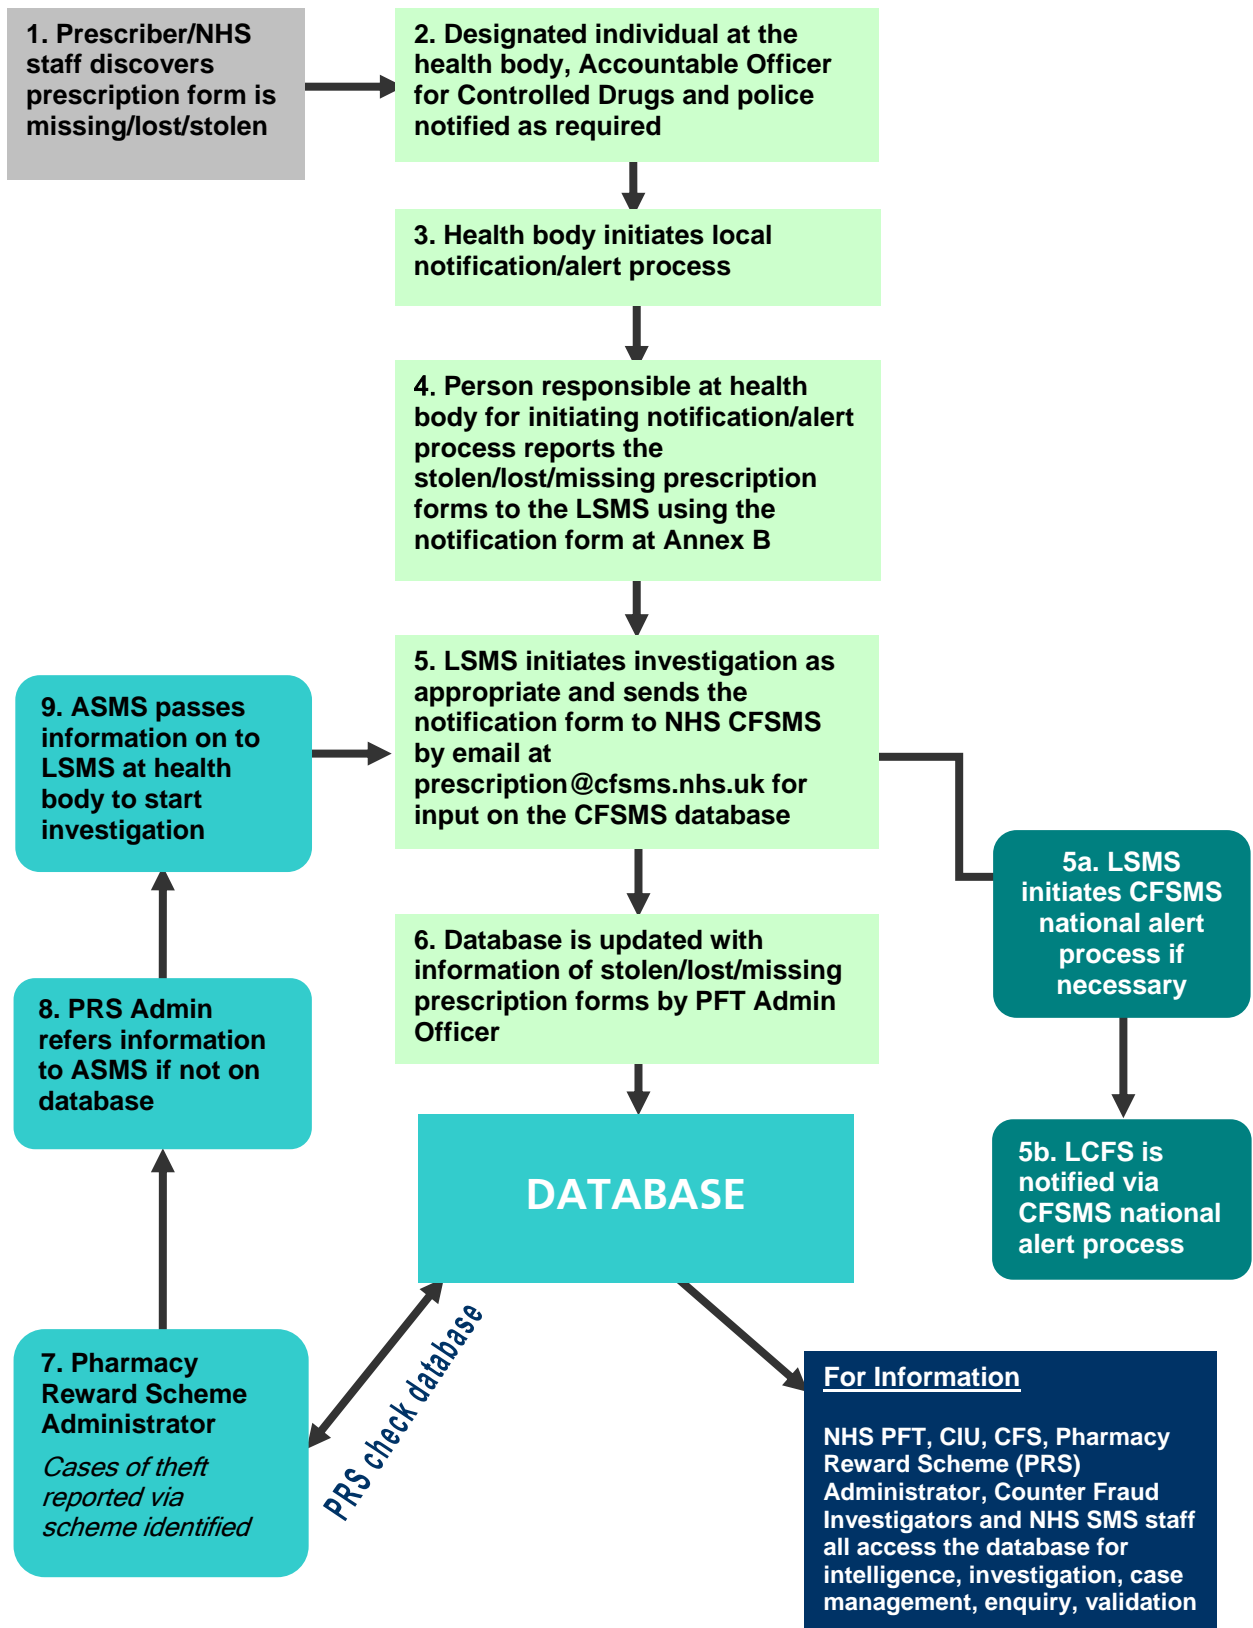 1. Prescriber/NHS
staff discovers
prescription form is
missing/lost/stolen
2. Designated individual at the
health body, Accountable Officer
for Controlled Drugs and police
notified as required
3. Health body initiates local
notification/alert process
4. Person responsible at health
body for initiating notification/alert
process reports the
stolen/lost/missing prescription
forms to the LSMS using the
notification form at Annex B
5. LSMS initiates investigation as
appropriate and sends the
notification form to NHS CFSMS
by email at
prescription@cfsms.nhs.uk for
input on the CFSMS database
9. ASMS passes
information on to
LSMS at health
body to start
investigation
5a. LSMS
initiates CFSMS
national alert
process if
necessary
6. Database is updated with
information of stolen/lost/missing
prescription forms by PFT Admin
Officer
8. PRS Admin
refers information
to ASMS if not on
database
5b. LCFS is
notified via
CFSMS national
alert process
DATABASE
7. Pharmacy
Reward Scheme
Administrator
Cases of theft
reported via
scheme identified
PRS check database
For Information
NHS PFT, CIU, CFS, Pharmacy
Reward Scheme (PRS)
Administrator, Counter Fraud
Investigators and NHS SMS staff
all access the database for
intelligence, investigation, case
management, enquiry, validation